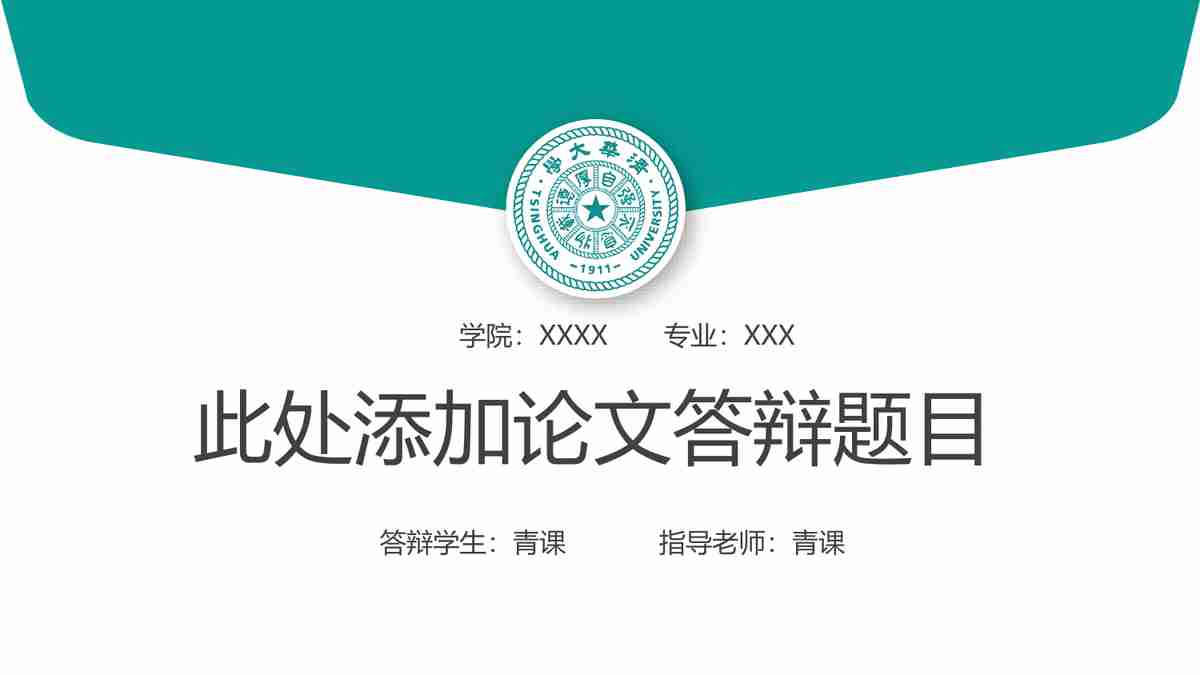 清華大學
TSINGHUA UNIVERSITY
自强不息
厚德載物
–1911–
学院：XXXX 专业：XXX
此处添加论文答辩题目
答辩学生：青课 指导老师：青课